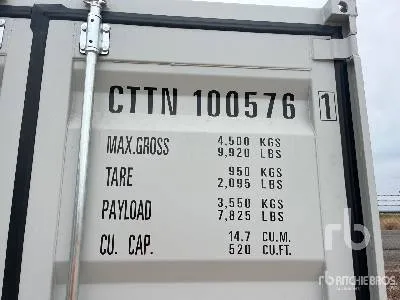 CTTN 100576 1
MAX.GROSS 4,500 KGS
9,920 LBS
TARE 950 KGS
2,095 LBS
PAYLOAD 3,550 KGS
7,825 LBS
CU. CAP. 14.7 CU.M.
520 CU.FT.
rb
RITCHIE BROS.